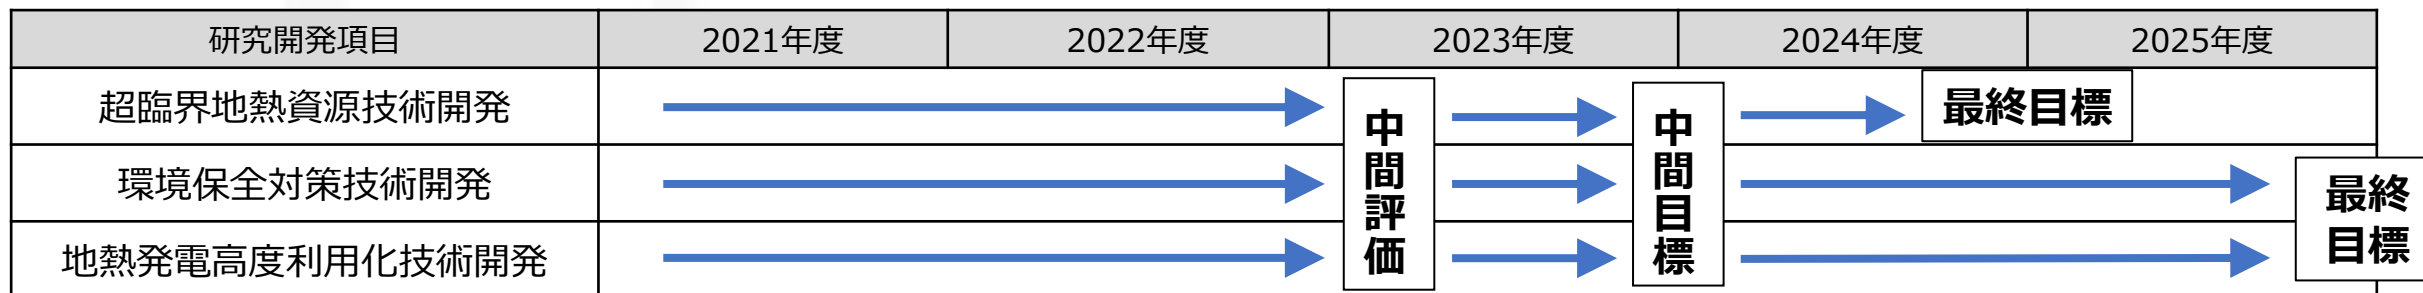 研究開発項目 2021年度 2022年度 2023年度 2024年度 2025年度
超臨界地熱資源技術開発
環境保全対策技術開発
地熱発電高度利用化技術開発
中間評価
中間目標
最終目標
最終
目標